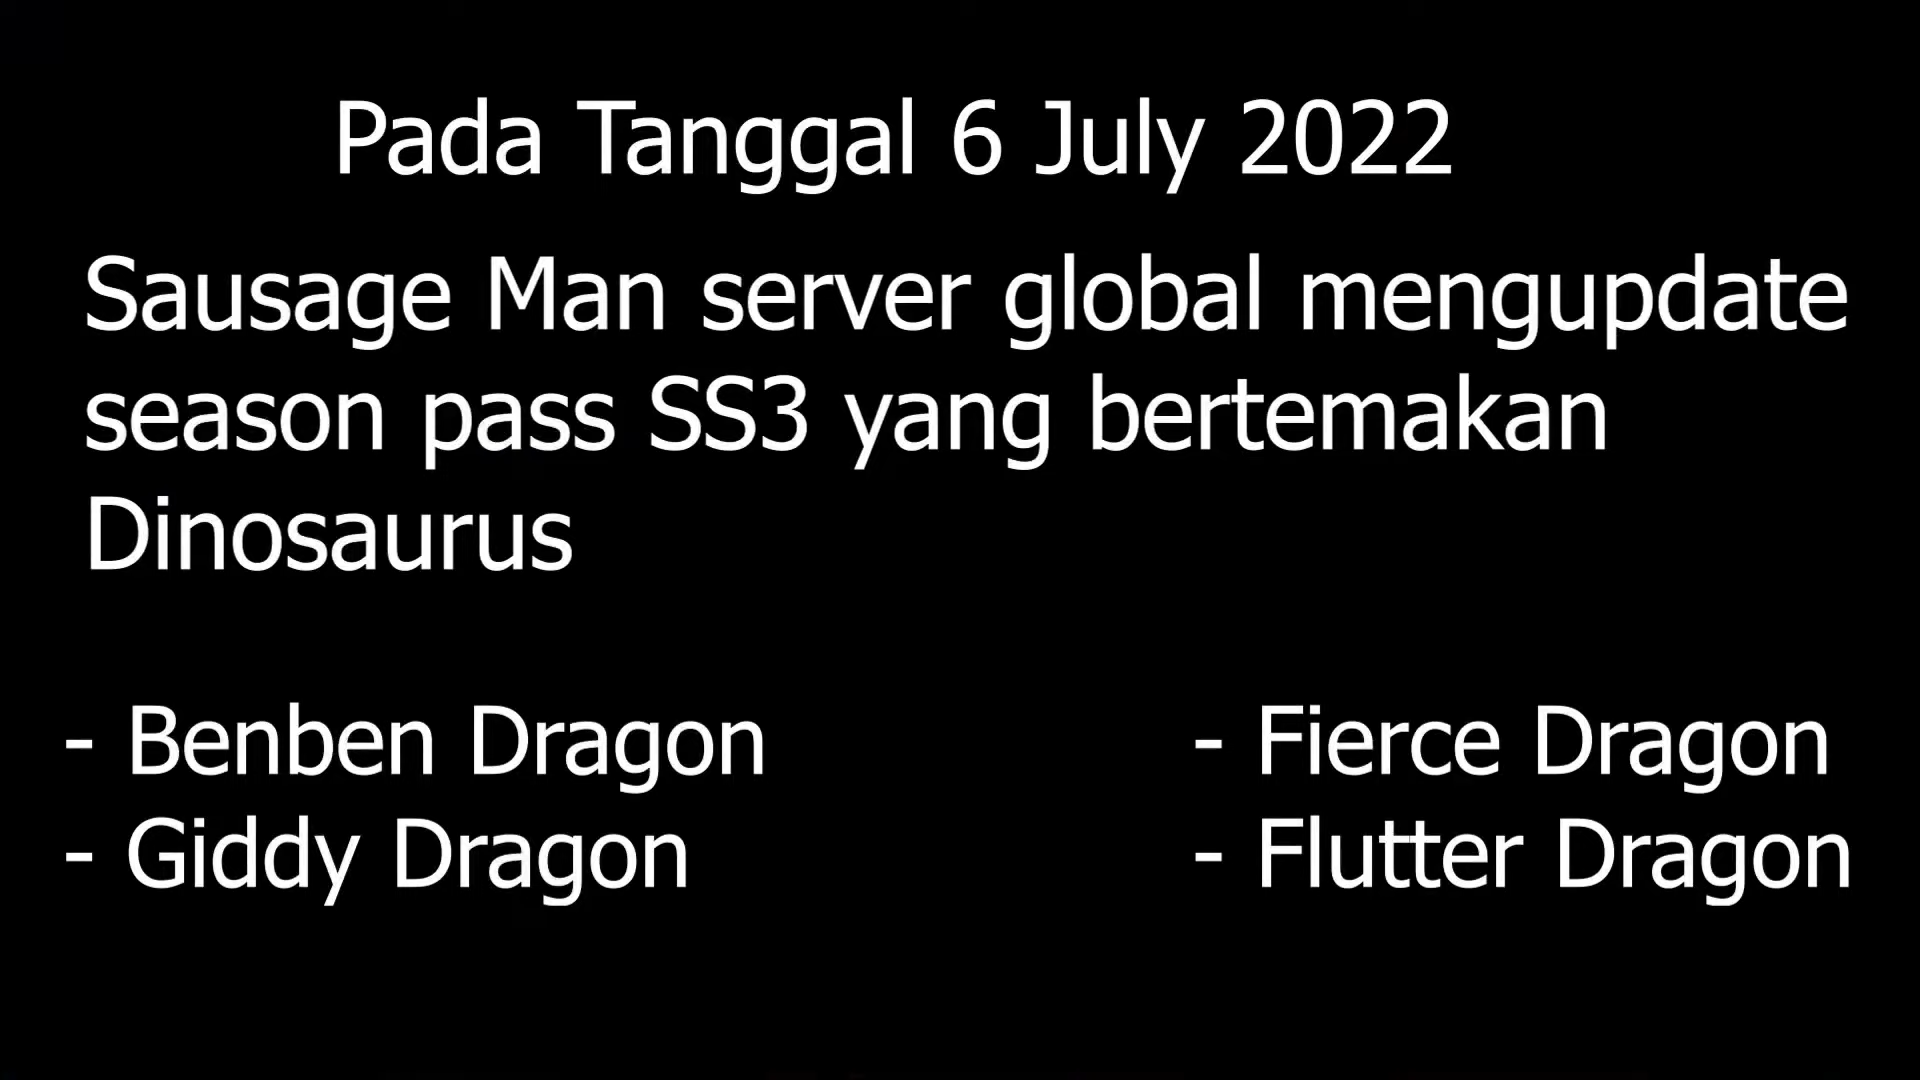 Pada Tanggal 6 July 2022
Sausage Man server global mengupdate
season pass SS3 yang bertemakan
Dinosaurus
- Benben Dragon
- Giddy Dragon
- Fierce Dragon
- Flutter Dragon